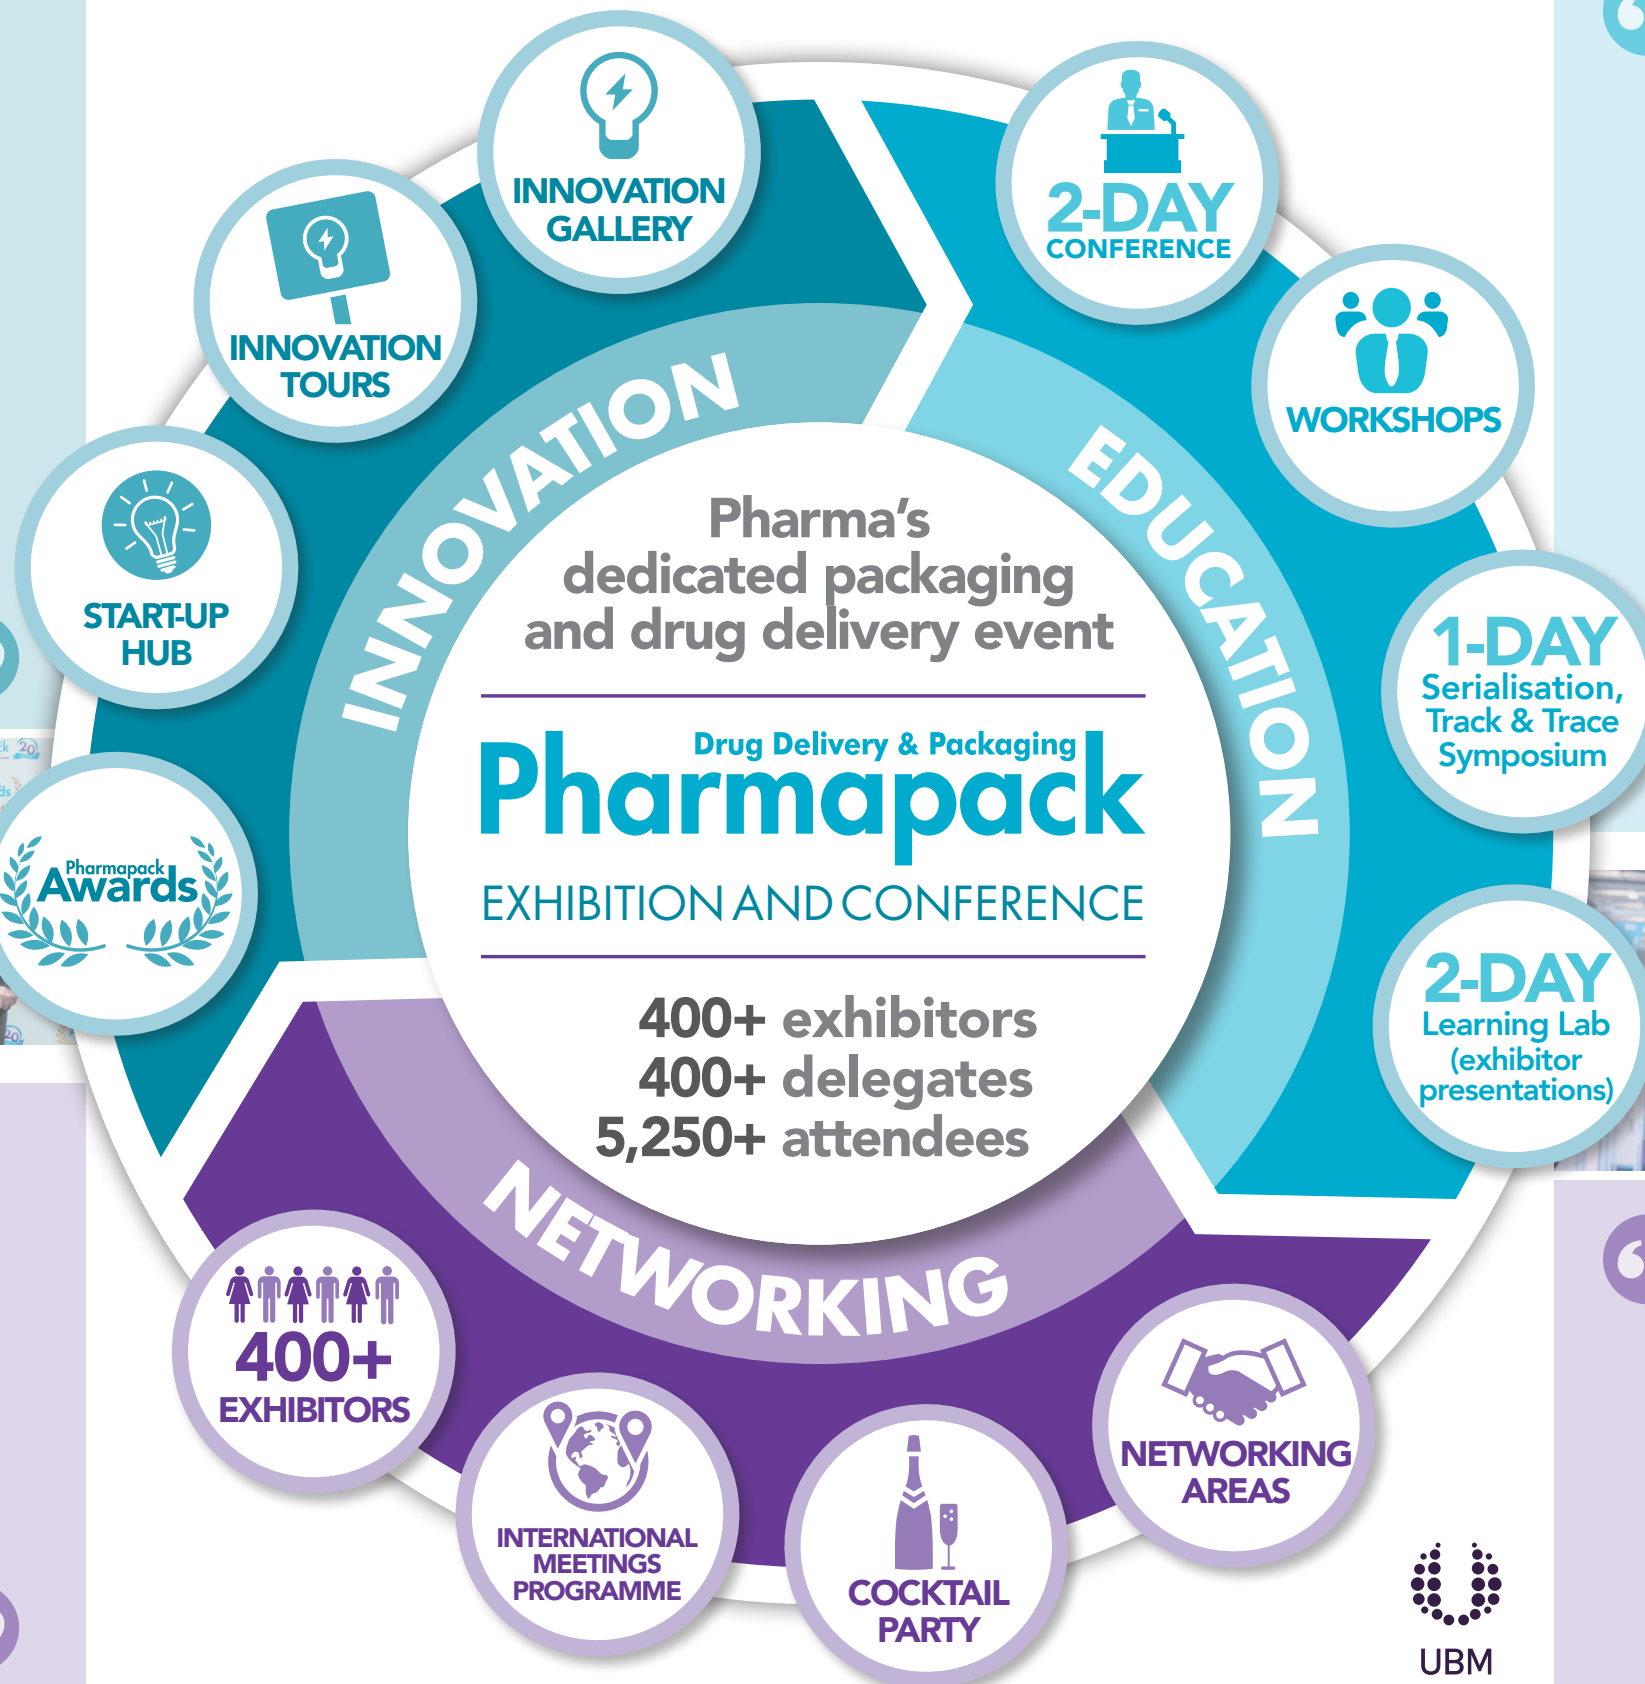 INNOVATION
GALLERY
2-DAY
CONFERENCE
INNOVATION
TOURS
WORKSHOPS
START-UP
HUB
1-DAY
Serialisation,
Track & Trace
Symposium
Pharmapack
Awards
2-DAY
Learning Lab
(exhibitor
presentations)
INNOVATION
EDUCATION
NETWORKING
Pharma's
dedicated packaging
and drug delivery event
Drug Delivery & Packaging
Pharmapack
EXHIBITION AND CONFERENCE
400+ exhibitors
400+ delegates
5,250+ attendees
400+
EXHIBITORS
INTERNATIONAL
MEETINGS
PROGRAMME
COCKTAIL
PARTY
NETWORKING
AREAS
UBM